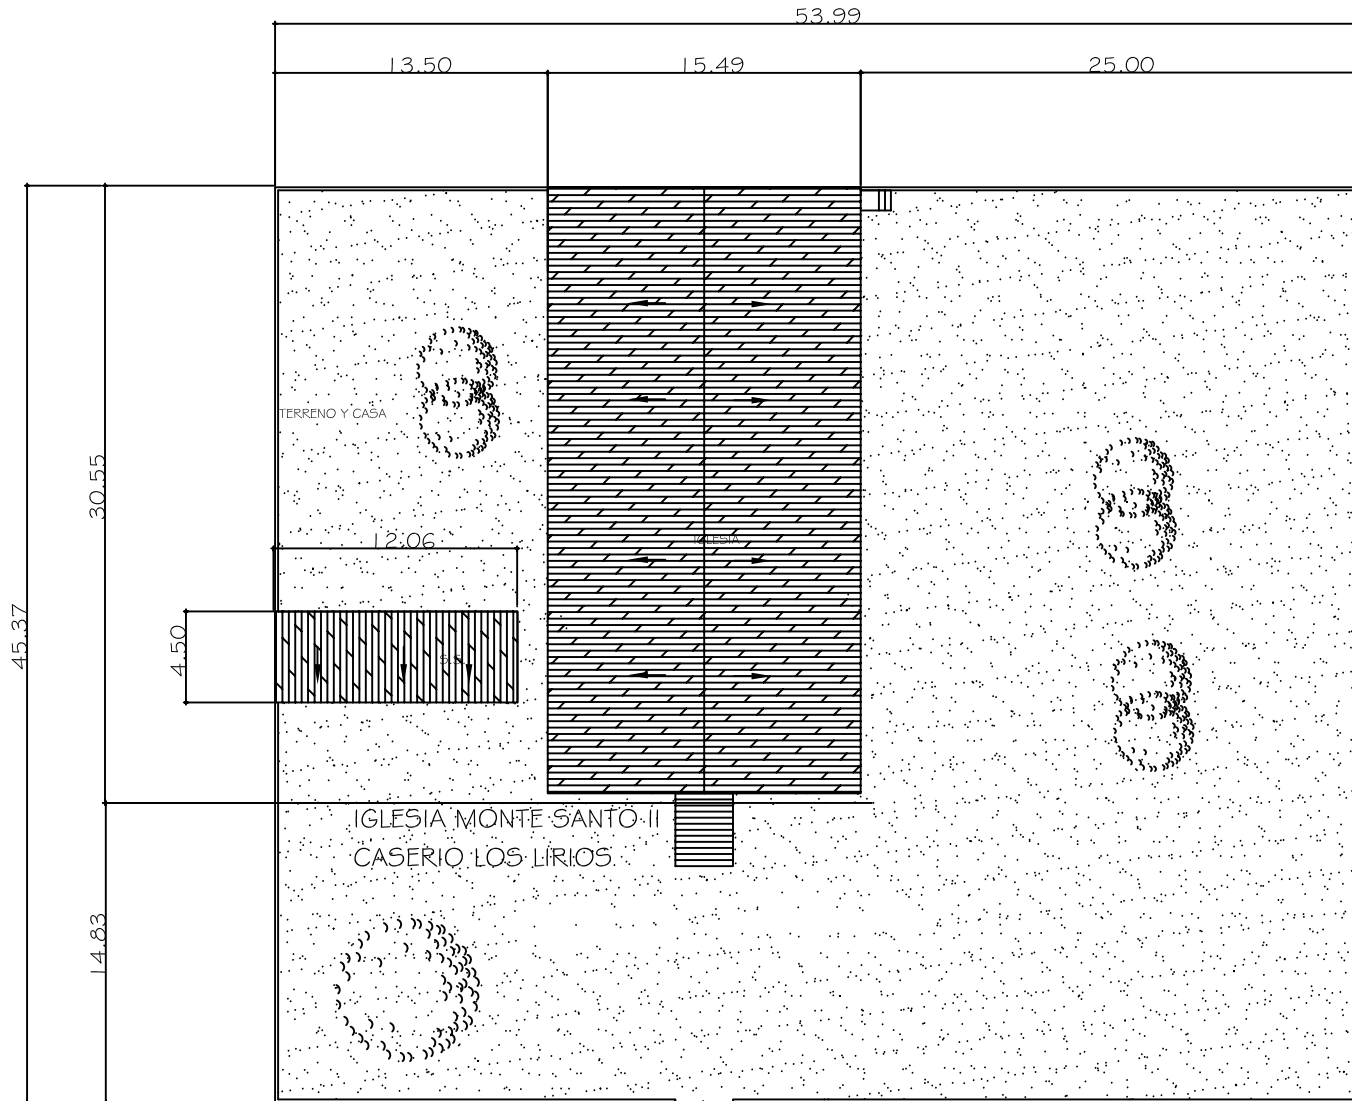 53.99
13.50
15.49
25.00
TERRENO Y CASA
30.55
12.06
IGLESIA
45.37
4.50
S.S.
IGLESIA MONTE SANTO II
CASERIO LOS LIRIOS
14.83